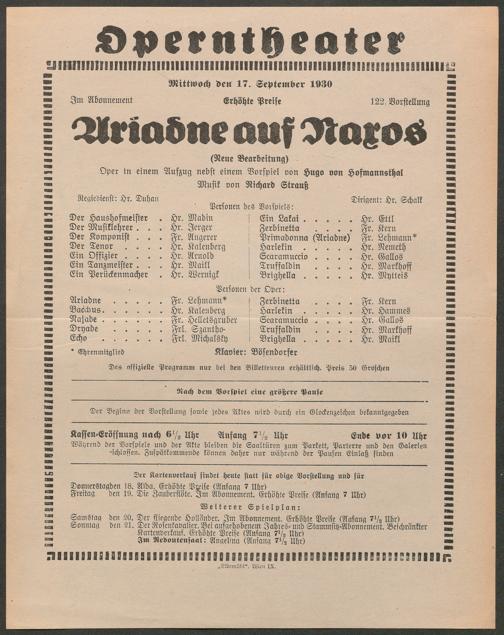 Operntheater
Mittwoch den 17. September 1930
Im Abonnement Erhöhte Preise 122. Vorstellung
Ariadne auf Naxos
(Neue Bearbeitung)
Oper in einem Aufzug nebst einem Vorspiel von Hugo von Hofmannsthal
Musik von Richard Strauß
Regiedienst: Hr. Duhan Dirigent: Hr. Schalk
Personen des Vorspiels:
Der Haushofmeister . Hr. Madin
Der Musiklehrer . . . Hr. Jerger
Der Komponist . . . Fr. Angerer
Der Tenor . . . . Hr. Kalenberg
Ein Offizier . . . . Hr. Arnold
Ein Tanzmeister . . . Hr. Maikl
Ein Perückenmacher . Hr. Wernigk
Ein Lakai . . . . . Hr. Ettl
Zerbinetta . . . . . Fr. Kern
Primadonna (Ariadne) Fr. Lehmann*
Harlekin . . . . . Hr. Nemeth
Scaramuccio . . . . Hr. Gallos
Truffaldin . . . . . Hr. Markhoff
Brighella . . . . . Hr. Mytteis
Personen der Oper:
Ariadne . . . . . . Fr. Lehmann*
Bacchus . . . . . . Hr. Kalenberg
Najade . . . . . . Fr. Helletsgruber
Dryade . . . . . . Frl. Szantho
Echo . . . . . . . Frl. Michalsky
Zerbinetta . . . . . Fr. Kern
Harlekin . . . . . Hr. Hammes
Scaramuccio . . . . Hr. Gallos
Truffaldin . . . . . Hr. Markhoff
Brighella . . . . . Hr. Maikl
* Ehrenmitglied Klavier: Bösendorfer
Das offizielle Programm nur bei den Billetteuren erhältlich. Preis 50 Groschen
Nach dem Vorspiel eine größere Pause
Der Beginn der Vorstellung sowie jedes Aktes wird durch ein Glockenzeichen bekanntgegeben
Kassen-Eröffnung nach 6½ Uhr Anfang 7½ Uhr Ende vor 10 Uhr
Während der Vorspiele und der Akte bleiben die Saaltüren zum Parkett, Parterre und den Galerien
geschlossen. Zuspätkommende können daher nur während der Pausen Einlaß finden
Der Kartenverkauf findet heute statt für obige Vorstellung und für
Donnerstag den 18. Aida. Erhöhte Preise (Anfang 7 Uhr)
Freitag den 19. Die Zauberflöte. Im Abonnement. Erhöhte Preise (Anfang 7 Uhr)
Weiterer Spielplan:
Samstag den 20. Der fliegende Holländer. Im Abonnement. Erhöhte Preise (Anfang 7½ Uhr)
Sonntag den 21. Der Rosenkavalier. Bei aufgehobenem Jahres- und Stammsitz-Abonnement. Beschränkter
Kartenverkauf. Erhöhte Preise (Anfang 7½ Uhr)
Im Redoutensaal: Angelina (Anfang 7½ Uhr)
Wien IX.